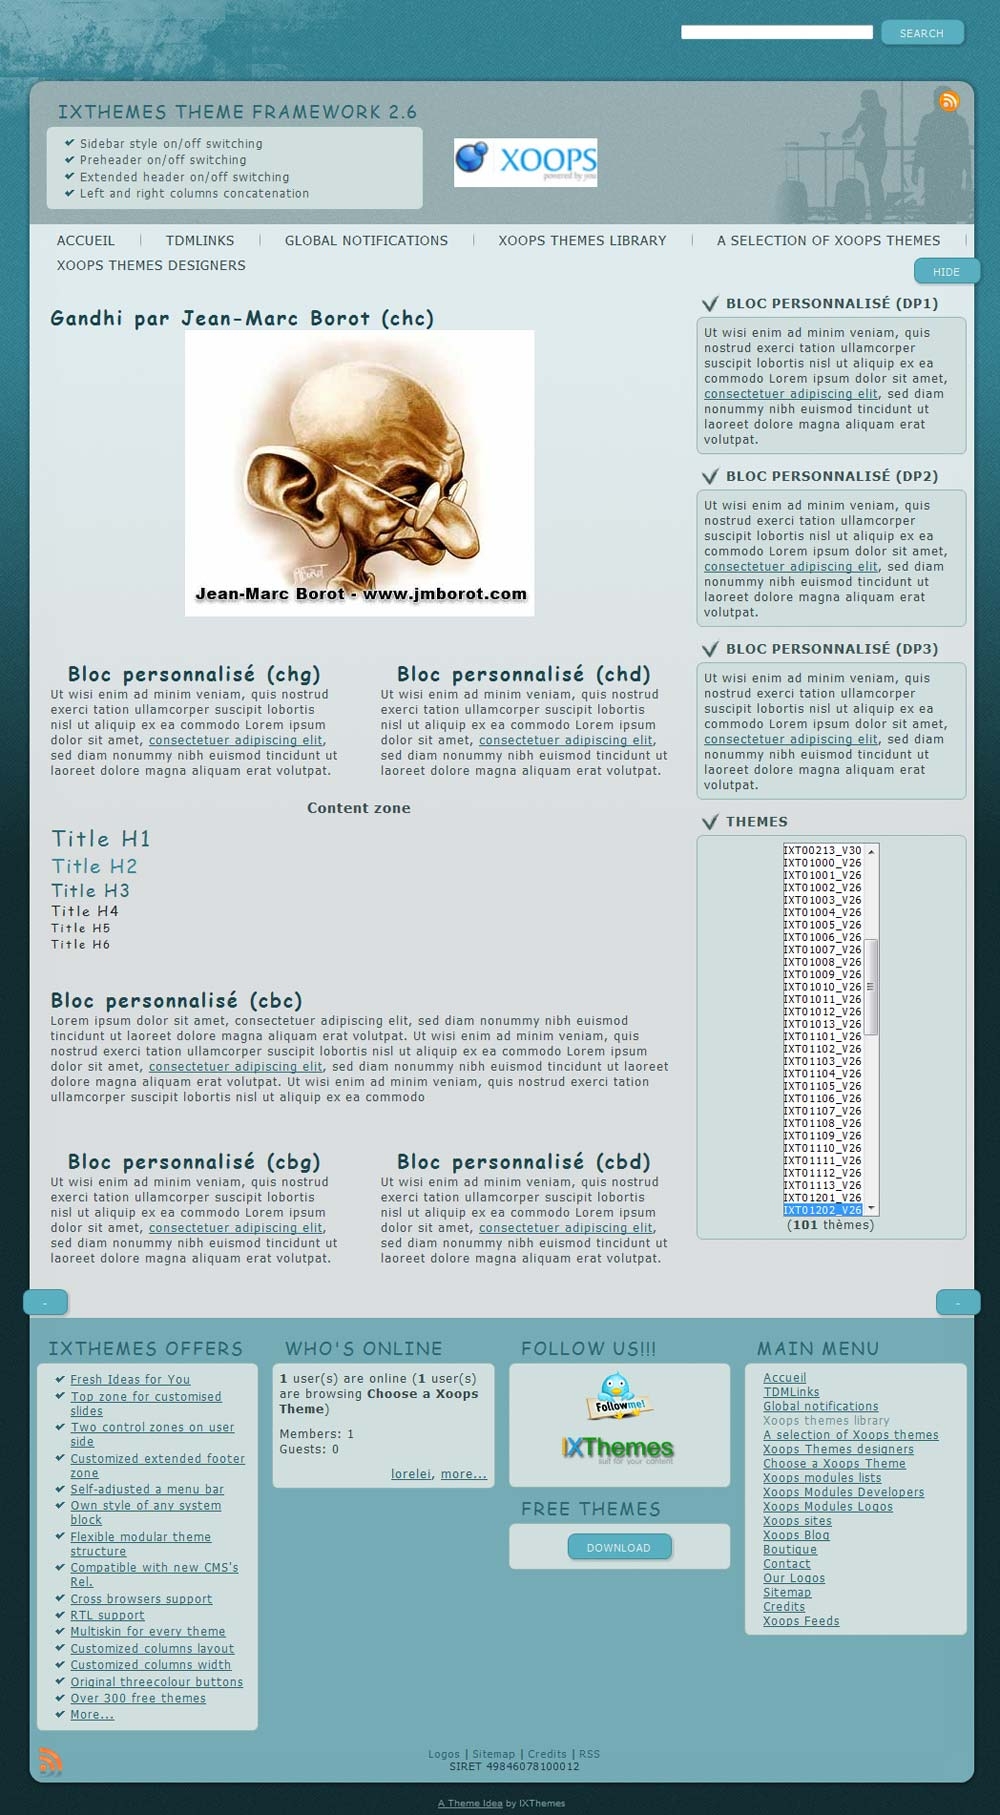 SEARCH
IXTHEMES THEME FRAMEWORK 2.6
Sidebar style on/off switching
Preheader on/off switching
Extended header on/off switching
Left and right columns concatenation
XOOPS
powered by you
ACCUEIL
TDMLINKS
GLOBAL NOTIFICATIONS
XOOPS THEMES LIBRARY
A SELECTION OF XOOPS THEMES
XOOPS THEMES DESIGNERS
HIDE
Gandhi par Jean-Marc Borot (chc)
Jean-Marc Borot - www.jmborot.com
Bloc personnalisé (chg)
Ut wisi enim ad minim veniam, quis nostrud
exerci tation ullamcorper suscipit lobortis
nisl ut aliquip ex ea commodo Lorem ipsum
dolor sit amet, consectetuer adipiscing elit,
sed diam nonummy nibh euismod tincidunt ut
laoreet dolore magna aliquam erat volutpat.
Bloc personnalisé (chd)
Ut wisi enim ad minim veniam, quis nostrud
exerci tation ullamcorper suscipit lobortis
nisl ut aliquip ex ea commodo Lorem ipsum
dolor sit amet, consectetuer adipiscing elit,
sed diam nonummy nibh euismod tincidunt ut
laoreet dolore magna aliquam erat volutpat.
Content zone
Title H1
Title H2
Title H3
Title H4
Title H5
Title H6
Bloc personnalisé (cbc)
Lorem ipsum dolor sit amet, consectetuer adipiscing elit, sed diam nonummy nibh euismod
tincidunt ut laoreet dolore magna aliquam erat volutpat. Ut wisi enim ad minim veniam, quis
nostrud exerci tation ullamcorper suscipit lobortis nisl ut aliquip ex ea commodo Lorem ipsum
dolor sit amet, consectetuer adipiscing elit, sed diam nonummy nibh euismod tincidunt ut laoreet
dolore magna aliquam erat volutpat. Ut wisi enim ad minim veniam, quis nostrud exerci tation
ullamcorper suscipit lobortis nisl ut aliquip ex ea commodo
Bloc personnalisé (cbg)
Ut wisi enim ad minim veniam, quis nostrud
exerci tation ullamcorper suscipit lobortis
nisl ut aliquip ex ea commodo Lorem ipsum
dolor sit amet, consectetuer adipiscing elit,
sed diam nonummy nibh euismod tincidunt ut
laoreet dolore magna aliquam erat volutpat.
Bloc personnalisé (cbd)
Ut wisi enim ad minim veniam, quis nostrud
exerci tation ullamcorper suscipit lobortis
nisl ut aliquip ex ea commodo Lorem ipsum
dolor sit amet, consectetuer adipiscing elit,
sed diam nonummy nibh euismod tincidunt ut
laoreet dolore magna aliquam erat volutpat.
BLOC PERSONNALISÉ (DP1)
Ut wisi enim ad minim veniam, quis
nostrud exerci tation ullamcorper
suscipit lobortis nisl ut aliquip ex ea
commodo Lorem ipsum dolor sit amet,
consectetuer adipiscing elit, sed diam
nonummy nibh euismod tincidunt ut
laoreet dolore magna aliquam erat
volutpat.
BLOC PERSONNALISÉ (DP2)
Ut wisi enim ad minim veniam, quis
nostrud exerci tation ullamcorper
suscipit lobortis nisl ut aliquip ex ea
commodo Lorem ipsum dolor sit amet,
consectetuer adipiscing elit, sed diam
nonummy nibh euismod tincidunt ut
laoreet dolore magna aliquam erat
volutpat.
BLOC PERSONNALISÉ (DP3)
Ut wisi enim ad minim veniam, quis
nostrud exerci tation ullamcorper
suscipit lobortis nisl ut aliquip ex ea
commodo Lorem ipsum dolor sit amet,
consectetuer adipiscing elit, sed diam
nonummy nibh euismod tincidunt ut
laoreet dolore magna aliquam erat
volutpat.
THEMES
IXT00213_V30
IXT01000_V26
IXT01001_V26
IXT01002_V26
IXT01003_V26
IXT01004_V26
IXT01005_V26
IXT01006_V26
IXT01007_V26
IXT01008_V26
IXT01009_V26
IXT01010_V26
IXT01011_V26
IXT01012_V26
IXT01013_V26
IXT01101_V26
IXT01102_V26
IXT01103_V26
IXT01104_V26
IXT01105_V26
IXT01106_V26
IXT01107_V26
IXT01108_V26
IXT01109_V26
IXT01110_V26
IXT01111_V26
IXT01112_V26
IXT01113_V26
IXT01201_V26
IXT01202_V26
(101 thèmes)
-
-
IXTHEMES OFFERS
Fresh Ideas for You
Top zone for customised
slides
Two control zones on user
side
Customized extended footer
zone
Self-adjusted a menu bar
Own style of any system
block
Flexible modular theme
structure
Compatible with new CMS's
Rel.
Cross browsers support
RTL support
Multiskin for every theme
Customized columns layout
Customized columns width
Original threecolour buttons
Over 300 free themes
More...
WHO'S ONLINE
1 user(s) are online (1 user(s)
are browsing Choose a Xoops
Theme)
Members: 1
Guests: 0
lorelei, more...
FOLLOW US!!!
Follow me!
IXThemes
suit for your content
FREE THEMES
DOWNLOAD
MAIN MENU
Accueil
TDMLinks
Global notifications
Xoops themes library
A selection of Xoops themes
Xoops Themes designers
Choose a Xoops Theme
Xoops modules lists
Xoops Modules Developers
Xoops Modules Logos
Xoops sites
Xoops Blog
Boutique
Contact
Our Logos
Sitemap
Credits
Xoops Feeds
Logos | Sitemap | Credits | RSS
SIRET 49846078100012
A Theme Idea by IXThemes